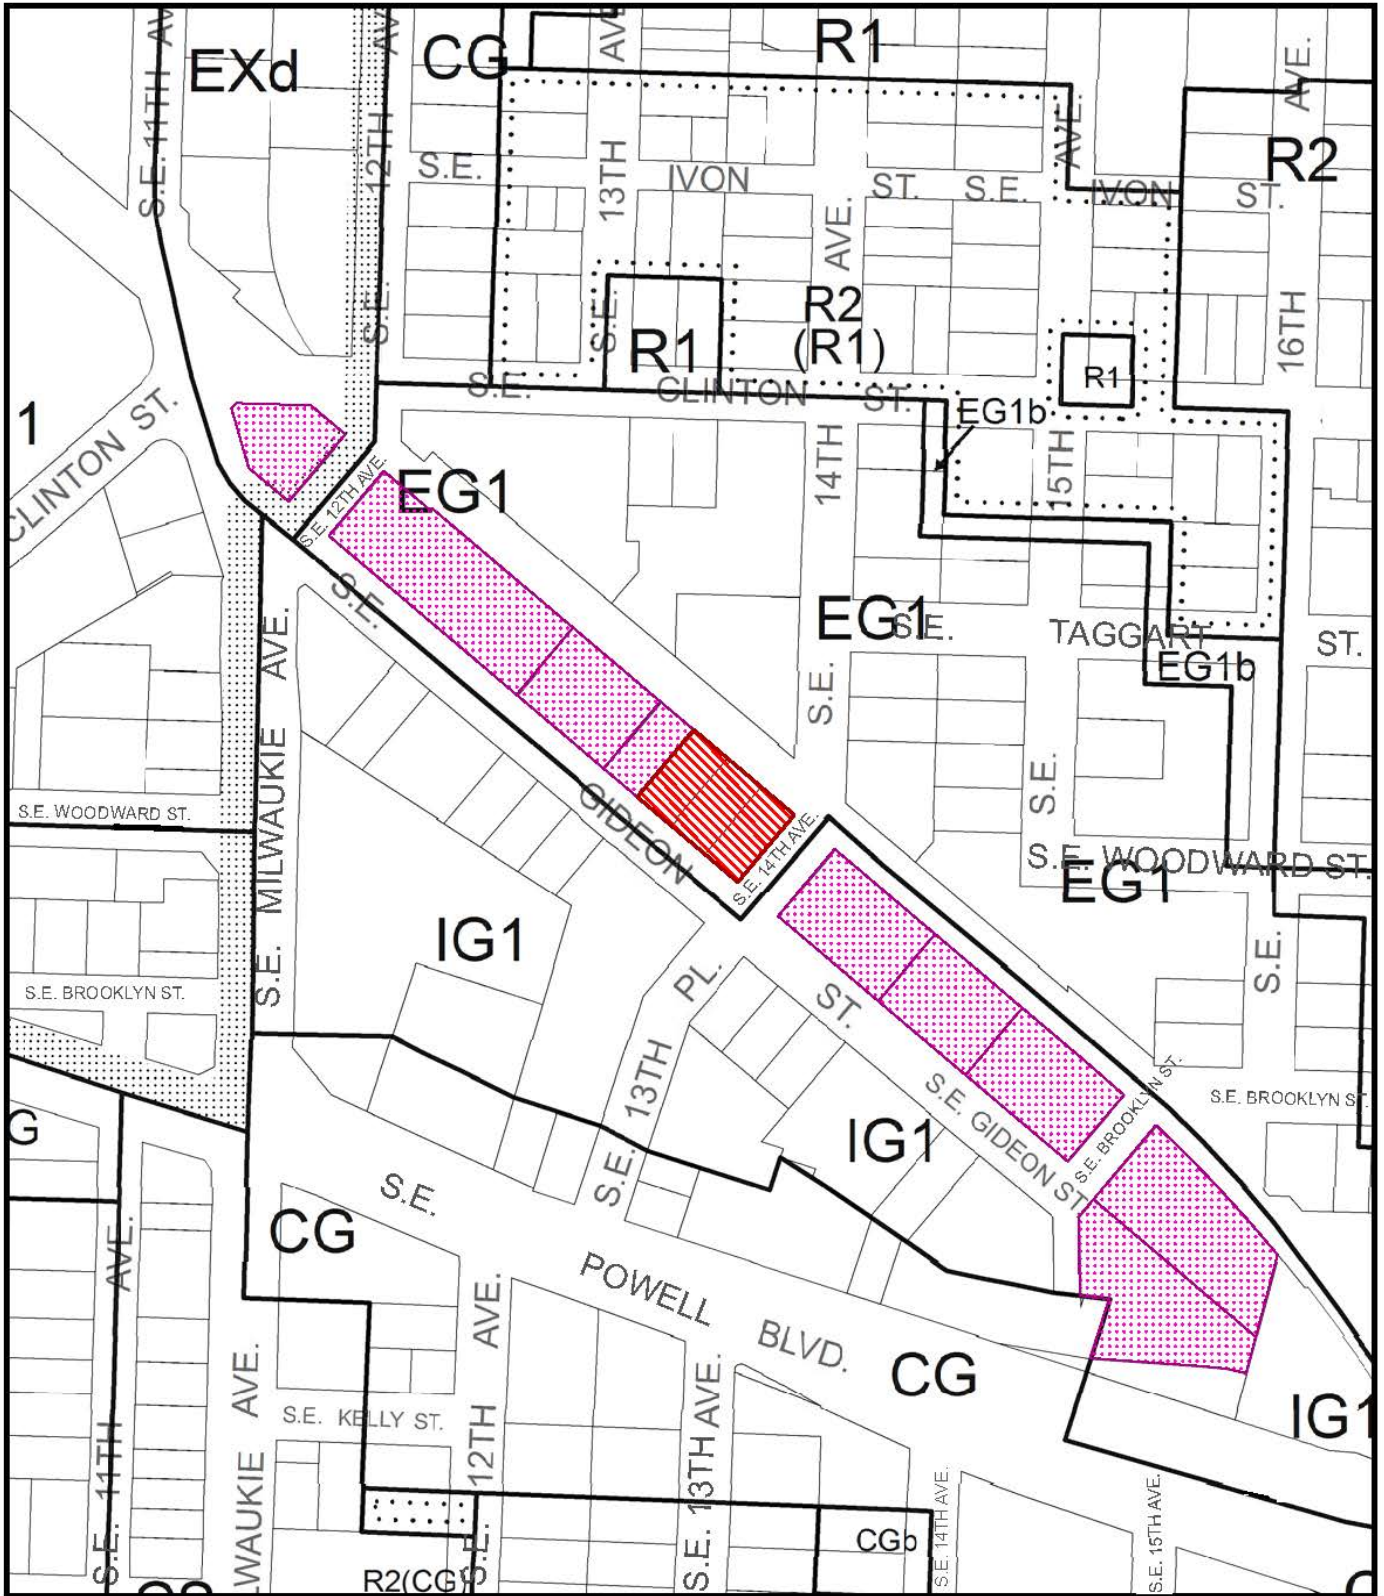 S.E. 11TH AV
EXd
12TH AV
S.E.
CG
AVE
13TH
S.E.
R1
AVE.
R2
S.E.
IVON
ST.
S.E.
IVON
ST.
AVE.
AVE.
16TH
R2
(R1)
R1
R1
S.E.
CLINTON
ST.
1
CLINTON ST.
EG1b
S.E. 12TH AVE.
EG1
14TH
S.E.
15TH
S.E.
S.E.
EG1
S.E.
TAGGART
ST.
EG1b
AVE.
MILWAUKIE
S.E.
S.E. WOODWARD ST.
GIDEON
S.E. 14TH AVE.
S.E. WOODWARD ST.
EG1
IG1
S.E.
S.E. BROOKLYN ST.
PL.
13TH
S.E.
ST.
S.E. GIDEON ST.
S.E. BROOKLYN ST.
S.E. BROOKLYN ST.
G
IG1
S.E.
CG
POWELL
BLVD.
CG
IG1
AVE.
S.E. 11TH
AVE.
LWAUKIE
AVE.
12TH
S.E.
S.E. KELLY ST.
S.E. 13TH AVE.
S.E. 14TH AVE.
S.E. 15TH AVE.
CGb
R2(CG)